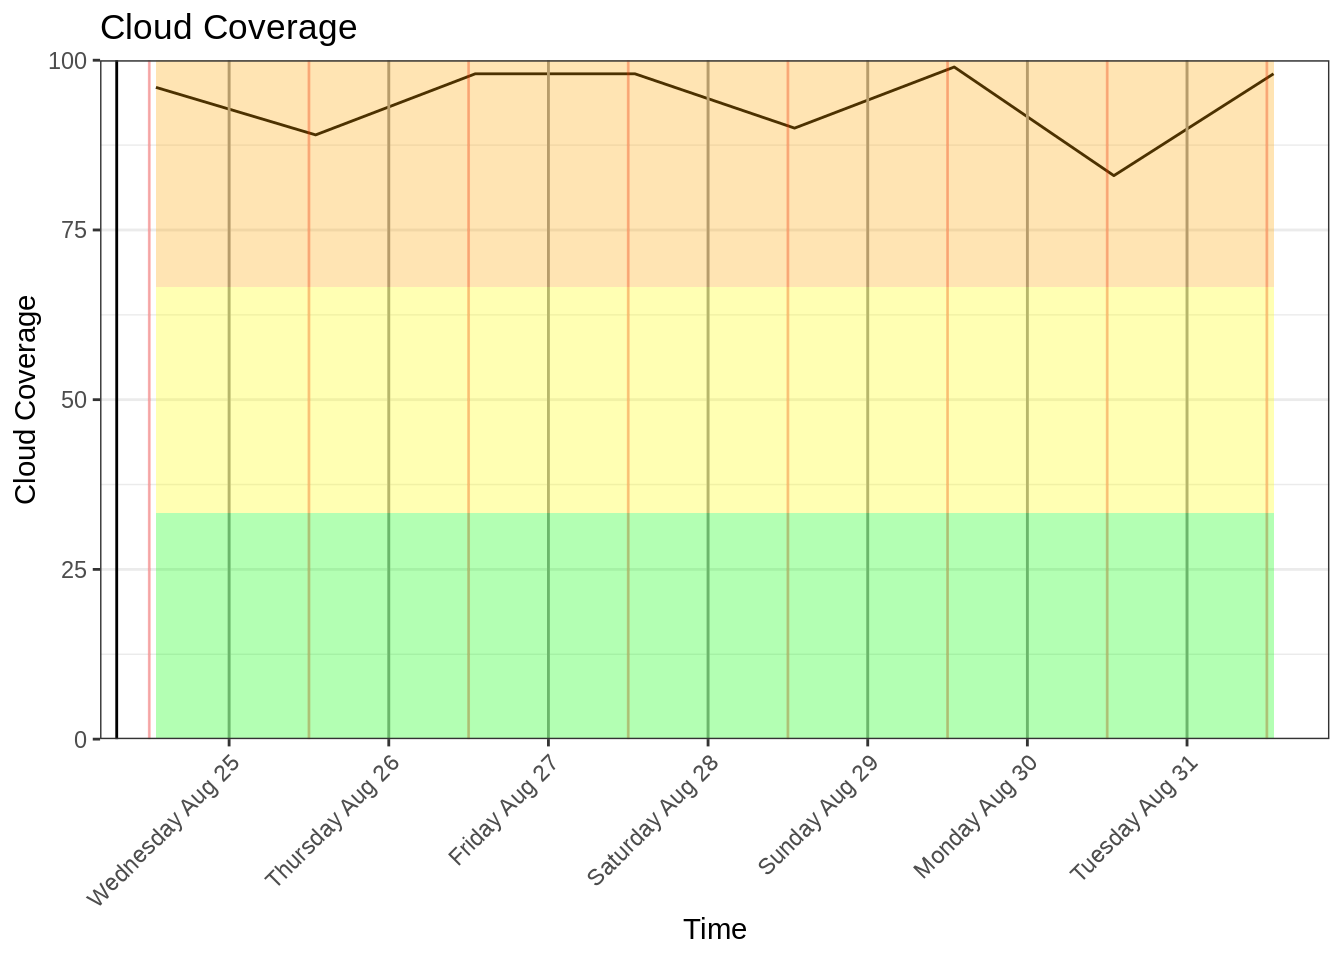 Cloud Coverage
100
75
50
25
0
Cloud Coverage
Wednesday Aug 25
Thursday Aug 26
Friday Aug 27
Saturday Aug 28
Sunday Aug 29
Monday Aug 30
Tuesday Aug 31
Time